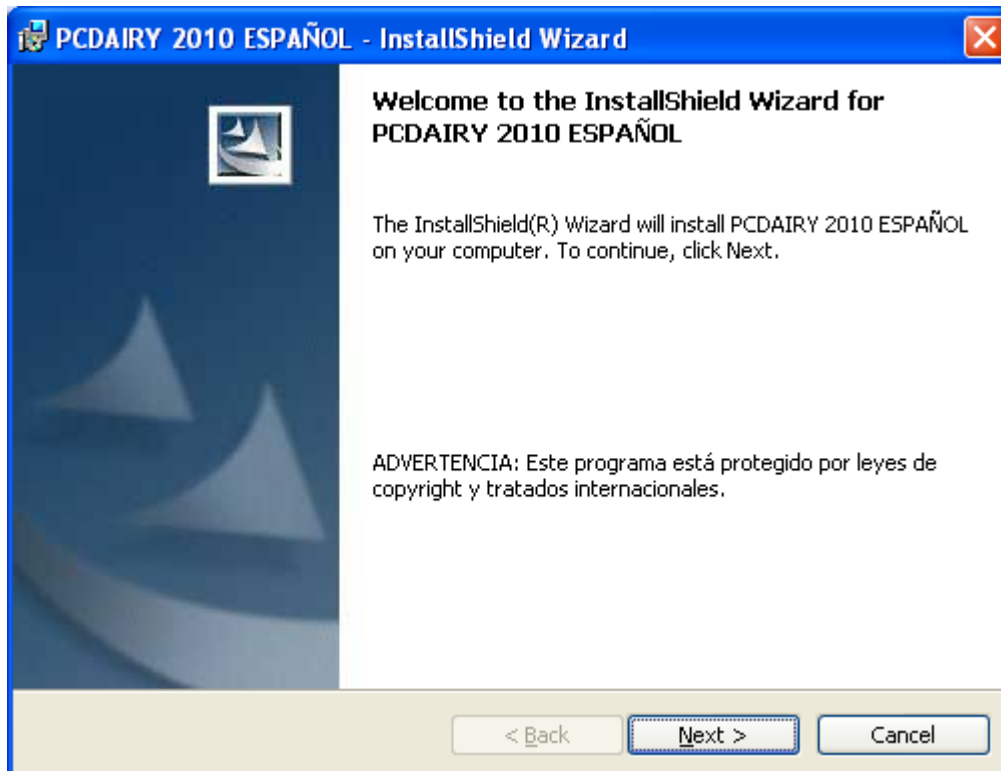 PCDAIRY 2010 ESPAÑOL - InstallShield Wizard
Welcome to the InstallShield Wizard for
PCDAIRY 2010 ESPAÑOL
The InstallShield(R) Wizard will install PCDAIRY 2010 ESPAÑOL
on your computer. To continue, click Next.
ADVERTENCIA: Este programa está protegido por leyes de
copyright y tratados internacionales.
< Back
Next >
Cancel